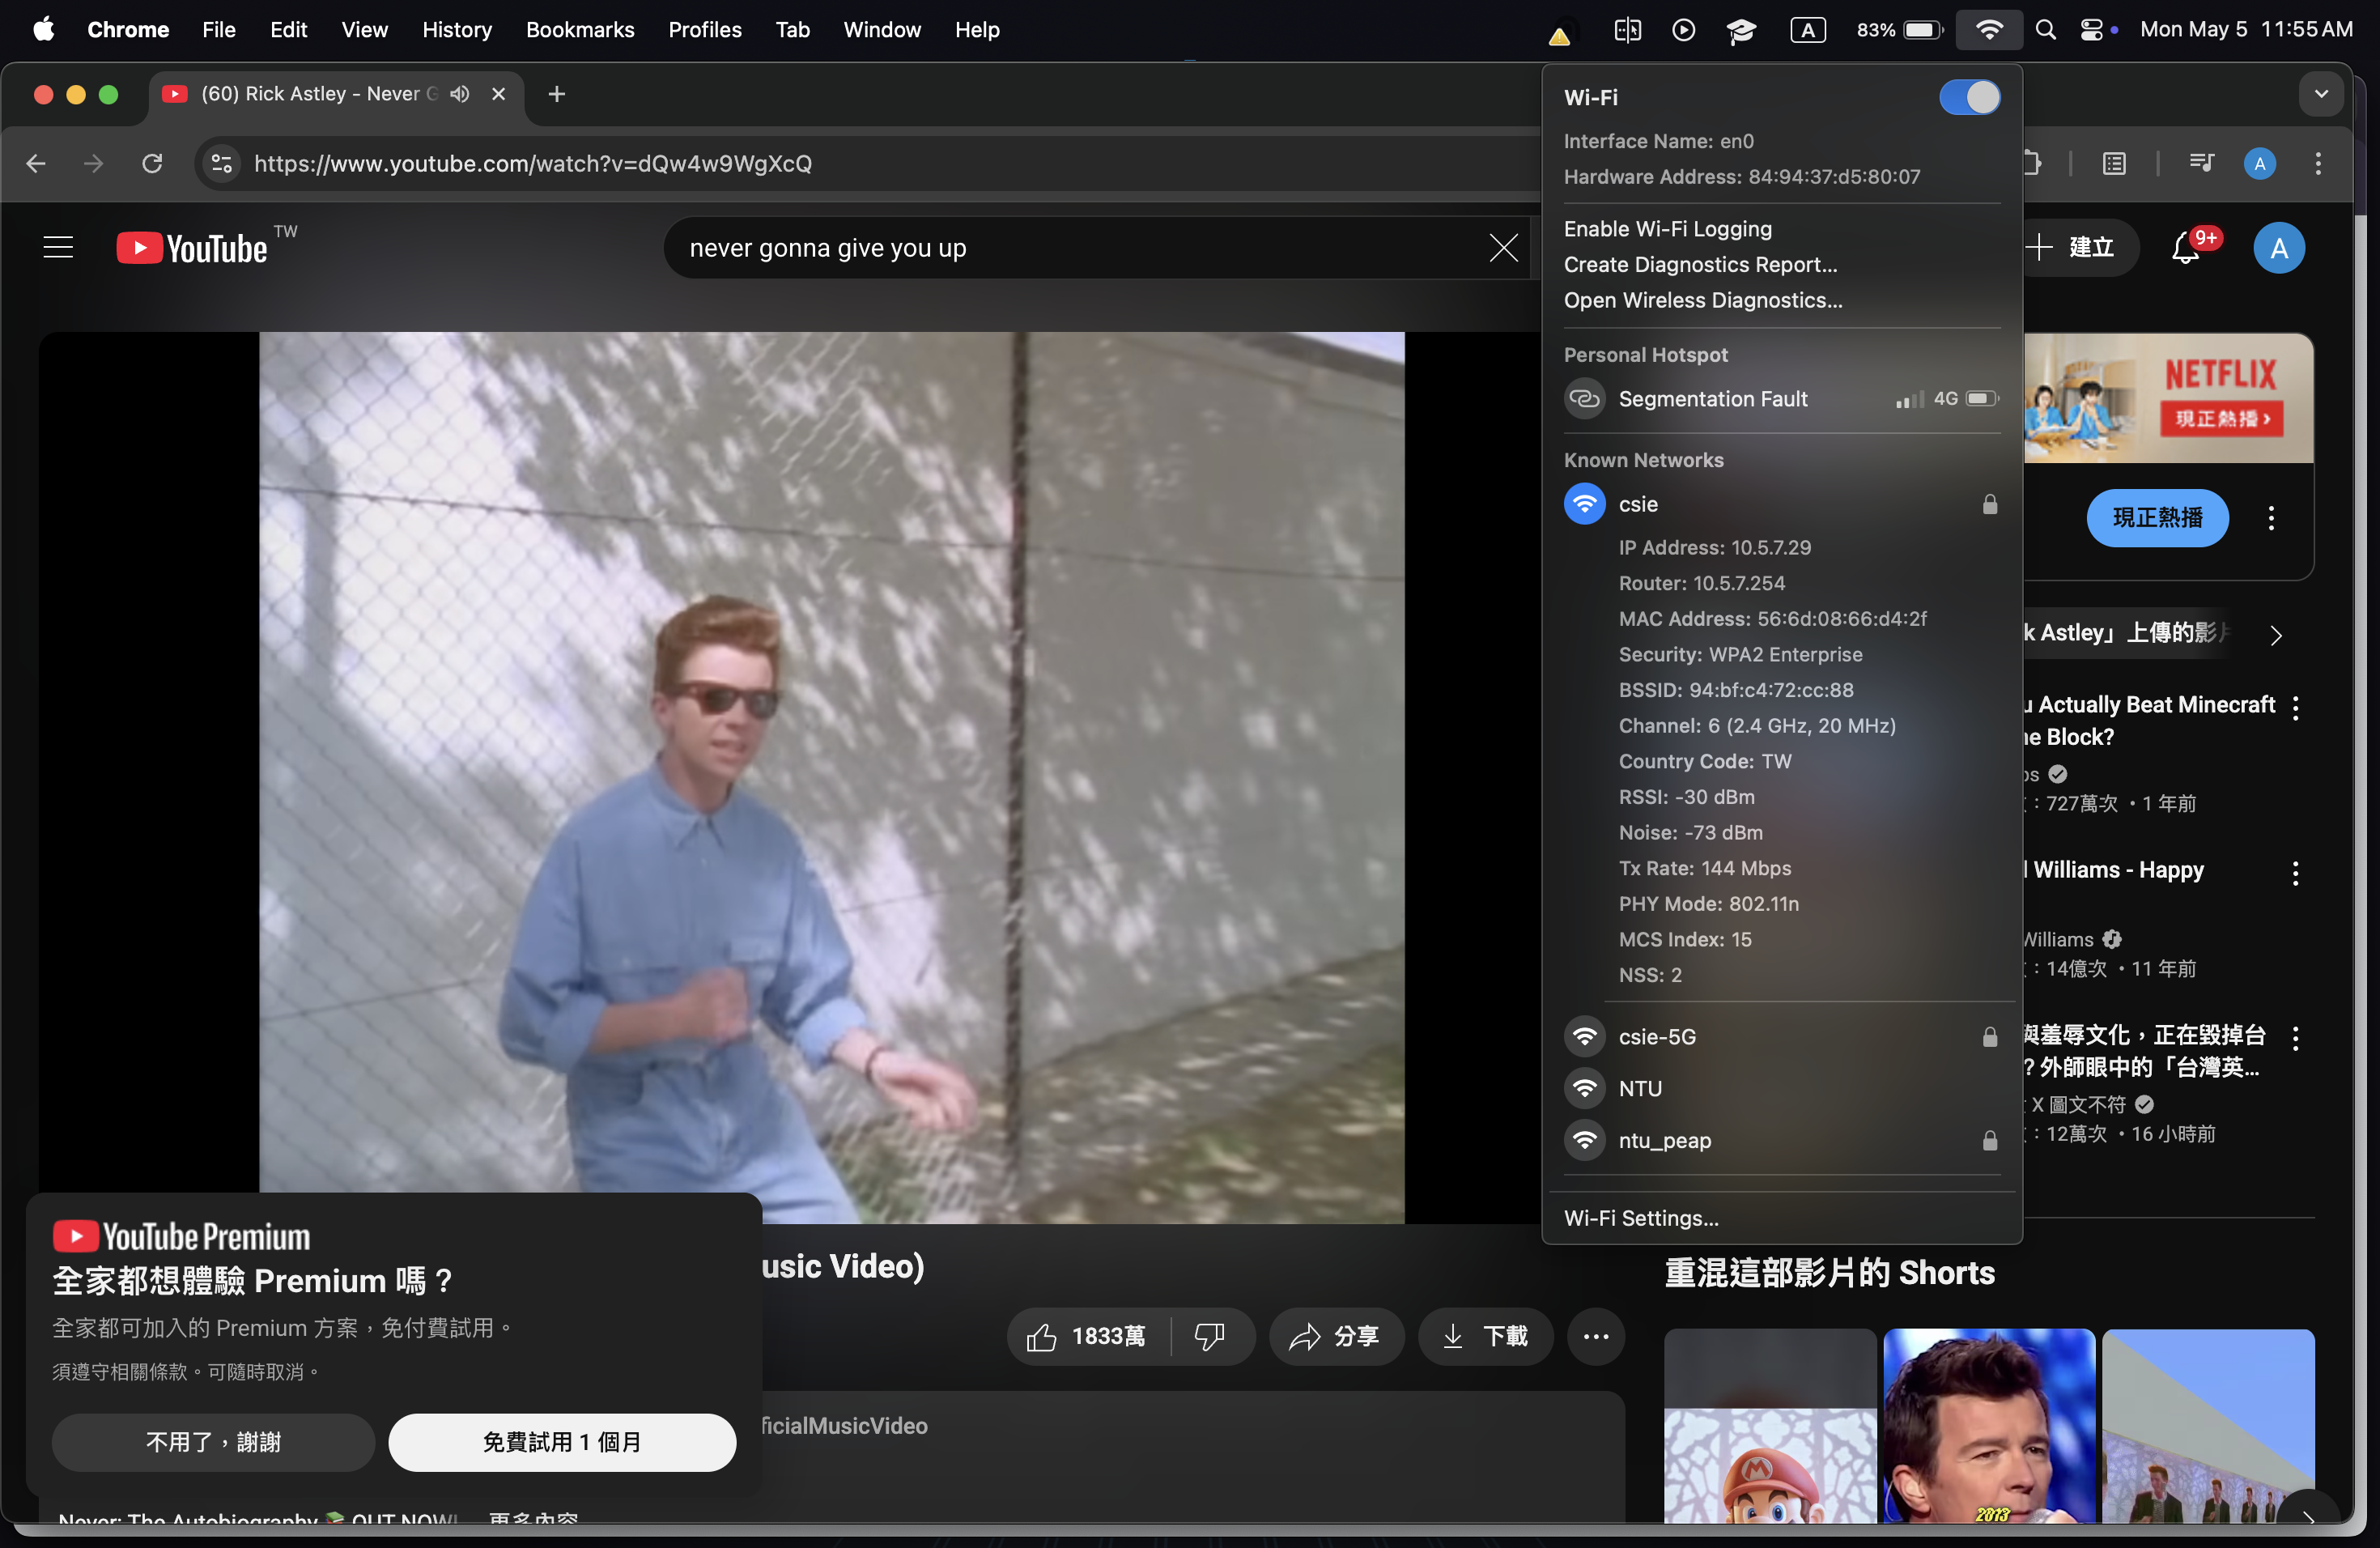 Chrome File Edit View History Bookmarks Profiles Tab Window Help
A 83% Mon May 5 11:55 AM
(60) Rick Astley - Never G
https://www.youtube.com/watch?v=dQw4w9WgXcQ
A
YouTube TW
never gonna give you up
建立
9+
A
Wi-Fi
Interface Name: en0
Hardware Address: 84:94:37:d5:80:07
Enable Wi-Fi Logging
Create Diagnostics Report...
Open Wireless Diagnostics...
Personal Hotspot
Segmentation Fault 4G
Known Networks
csie
IP Address: 10.5.7.29
Router: 10.5.7.254
MAC Address: 56:6d:08:66:d4:2f
Security: WPA2 Enterprise
BSSID: 94:bf:c4:72:cc:88
Channel: 6 (2.4 GHz, 20 MHz)
Country Code: TW
RSSI: -30 dBm
Noise: -73 dBm
Tx Rate: 144 Mbps
PHY Mode: 802.11n
MCS Index: 15
NSS: 2
csie-5G
NTU
ntu_peap
Wi-Fi Settings...
NETFLIX
現正熱播 ›
現正熱播
k Astley」上傳的影片
u Actually Beat Minecraft
ne Block?
ps
：727萬次 • 1 年前
l Williams - Happy
Williams
：14億次 • 11 年前
與羞辱文化，正在毀掉台
？外師眼中的「台灣英...
X 圖文不符
：12萬次 • 16 小時前
YouTube Premium
全家都想體驗 Premium 嗎？
全家都可加入的 Premium 方案，免付費試用。
須遵守相關條款。可隨時取消。
不用了，謝謝
免費試用 1 個月
usic Video)
1833萬
分享
下載
ficialMusicVideo
Never: The Autobiography 📚 OUT NOW! ...更多內容
重混這部影片的 Shorts
2013